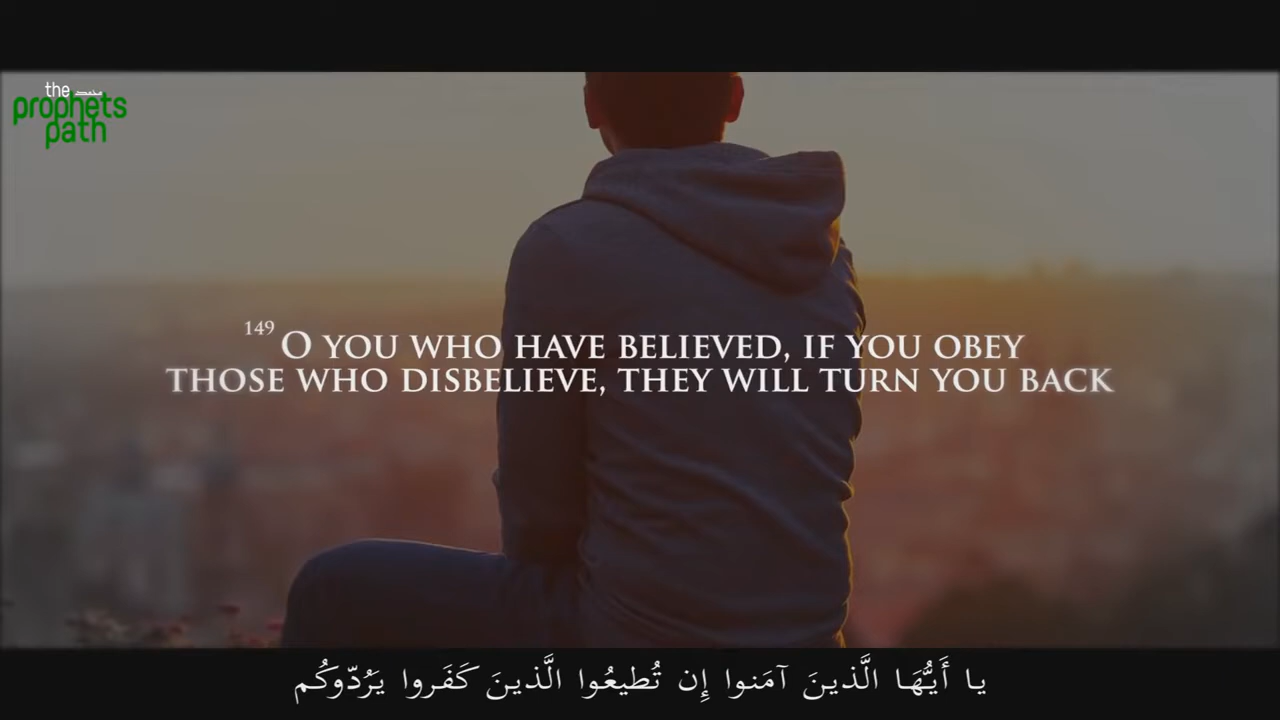 the
prophets
path
149 O YOU WHO HAVE BELIEVED, IF YOU OBEY
THOSE WHO DISBELIEVE, THEY WILL TURN YOU BACK
يا أَيُّهَا الَّذينَ آمَنوا إِن تُطيعُوا الَّذينَ كَفَروا يَرُدّوكُم